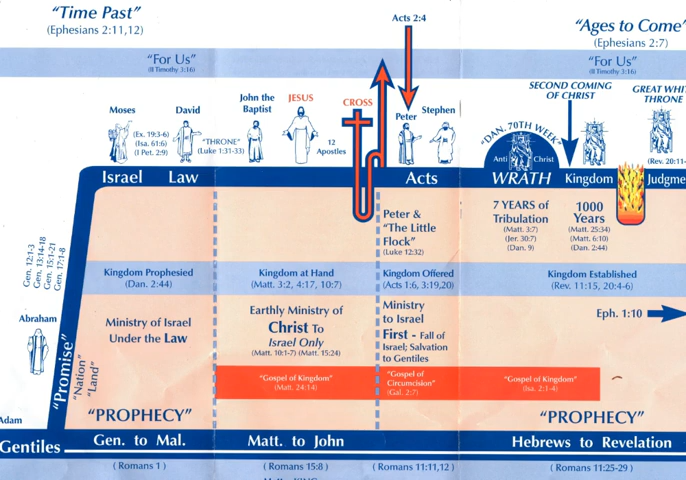 “Time Past”
(Ephesians 2:11,12)
Acts 2:4
“Ages to Come”
(Ephesians 2:7)
“For Us”
(II Timothy 3:16)
“For Us”
(II Timothy 3:16)
Moses
David
(Ex. 19:3-6)
(Isa. 61:6)
(I Pet. 2:9)
“THRONE”
(Luke 1:31-33)
John the
Baptist
JESUS
12
Apostles
CROSS
Peter
Stephen
“DAN. 70TH WEEK”
Anti Christ
SECOND COMING
OF CHRIST
GREAT WHI
THRONE
(Rev. 20:11-
Israel Law
Acts
WRATH
Kingdom
Judgme
Gen. 12:1-3
Gen. 13:14-18
Gen. 15:1-21
Gen. 17:1-8
Peter &
“The Little
Flock”
(Luke 12:32)
7 YEARS of
Tribulation
(Matt. 3:7)
(Jer. 30:7)
(Dan. 9)
1000
Years
(Matt. 25:34)
(Matt. 6:10)
(Dan. 2:44)
Kingdom Prophesied
(Dan. 2:44)
Kingdom at Hand
(Matt. 3:2, 4:17, 10:7)
Kingdom Offered
(Acts 1:6, 3:19,20)
Kingdom Established
(Rev. 11:15, 20:4-6)
Abraham
Ministry of Israel
Under the Law
Earthly Ministry of
Christ To
Israel Only
(Matt. 10:1-7) (Matt. 15:24)
Ministry
to Israel
First - Fall of
Israel; Salvation
to Gentiles
Eph. 1:10
“Promise”
“Nation”
“Land”
“Gospel of Kingdom”
(Matt. 24:14)
“Gospel of
Circumcision”
(Gal. 2:7)
“Gospel of Kingdom”
(Isa. 2:1-4)
“PROPHECY”
“PROPHECY”
Adam
Gentiles
Gen. to Mal.
Matt. to John
Hebrews to Revelation
( Romans 1 )
( Romans 15:8 )
( Romans 11:11,12 )
( Romans 11:25-29 )